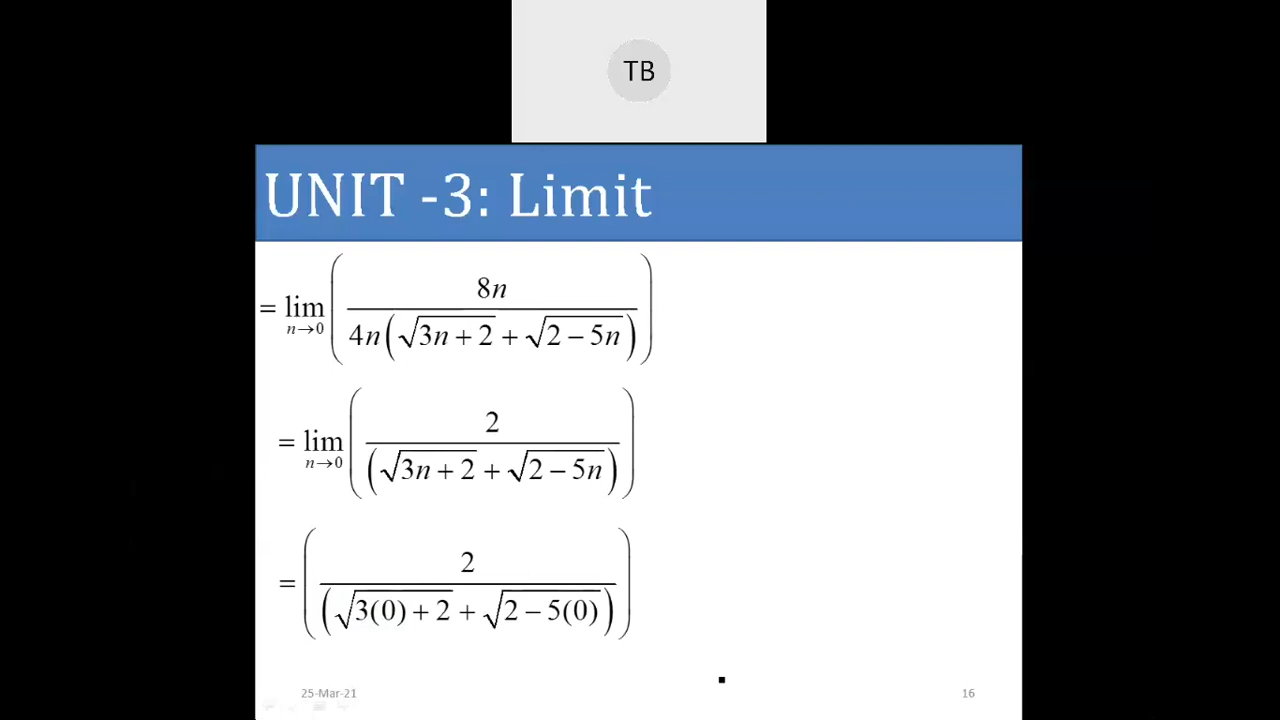 TB
UNIT -3: Limit
= lim n→0 ( 8n / 4n(√(3n + 2) + √(2 − 5n)) )
= lim n→0 ( 2 / (√(3n + 2) + √(2 − 5n)) )
= ( 2 / (√(3(0) + 2) + √(2 − 5(0))) )
25-Mar-21
16